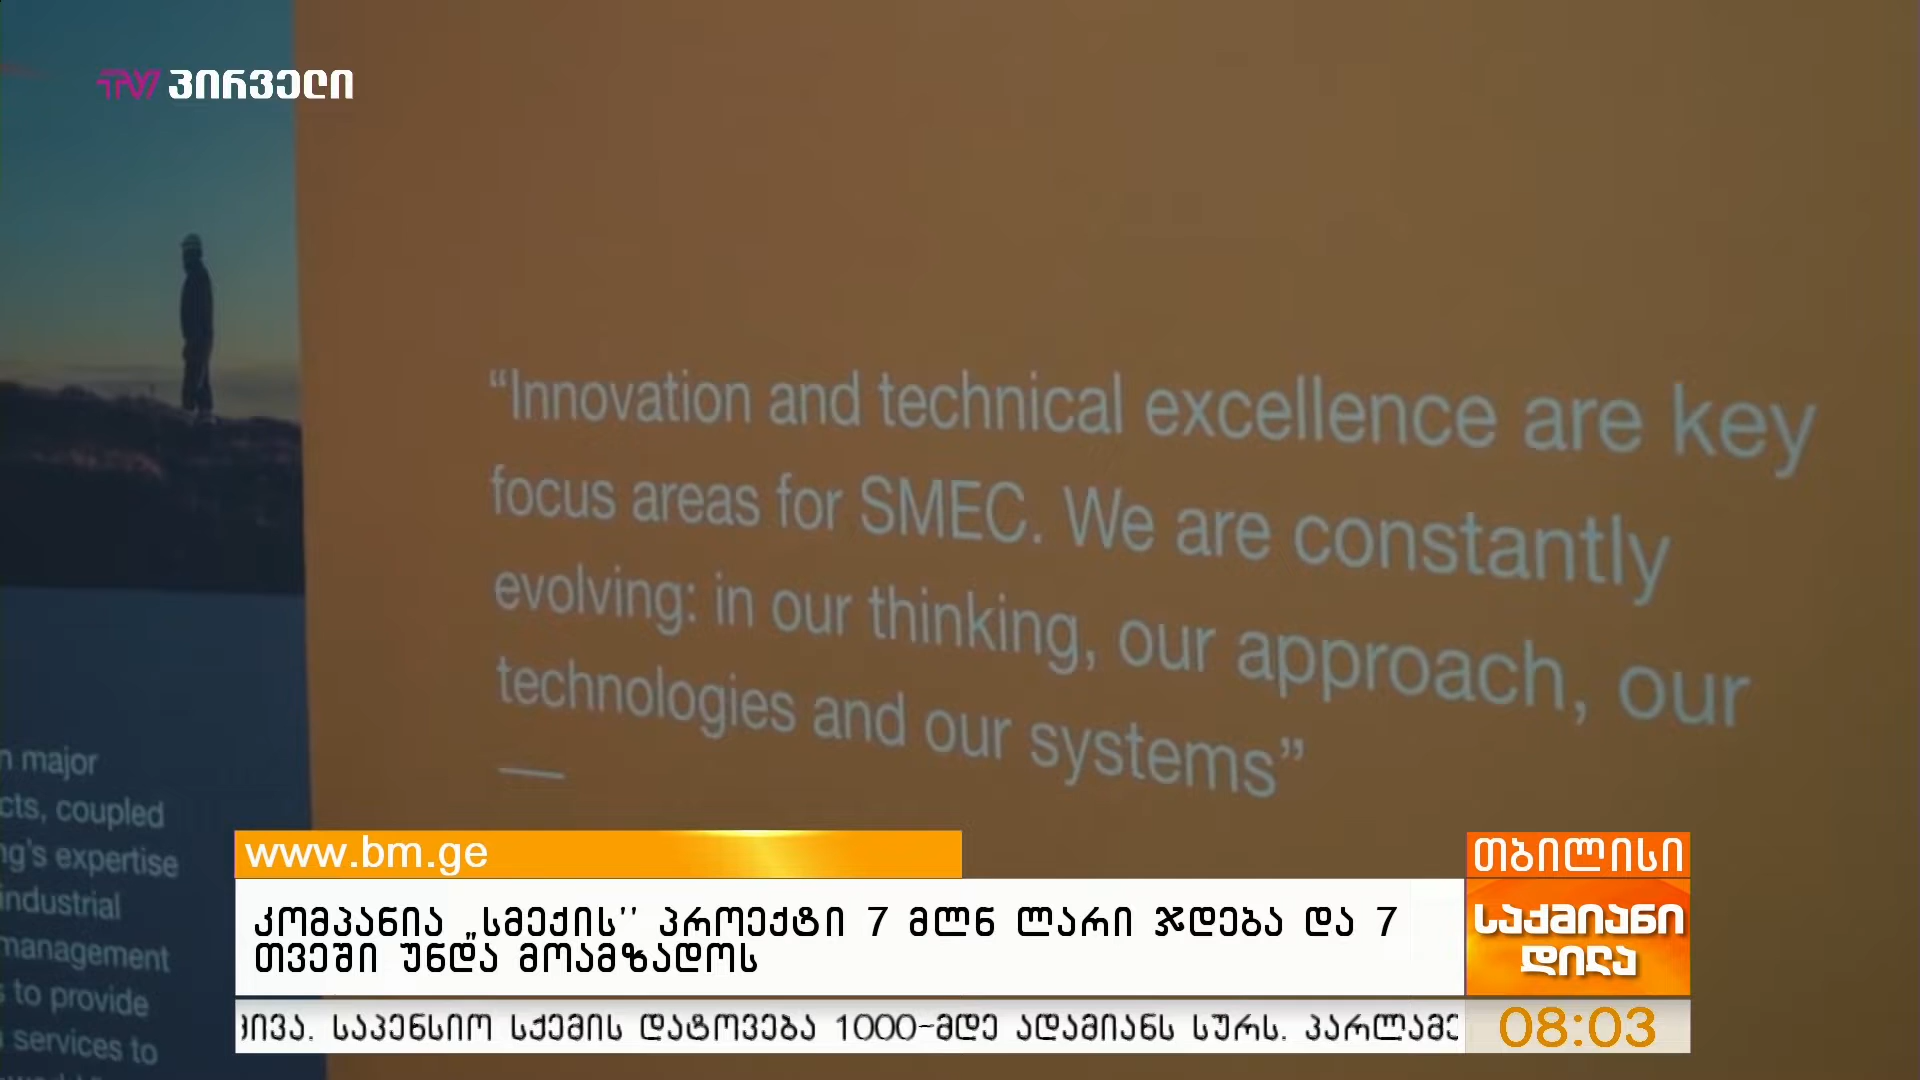 TV პირველი
“Innovation and technical excellence are key
focus areas for SMEC. We are constantly
evolving: in our thinking, our approach, our
technologies and our systems”
major
coupled
expertise
industrial
management
to provide
services to
www.bm.ge
თბილისი
კომპანია „სმექის'' პროექტი 7 მლნ ლარი ჯდება და 7
თვეში უნდა მოამზადოს
საქმიანი
დილა
საპენსიო სქემის დატოვება 1000-მდე ადამიანს სურს.
08:03